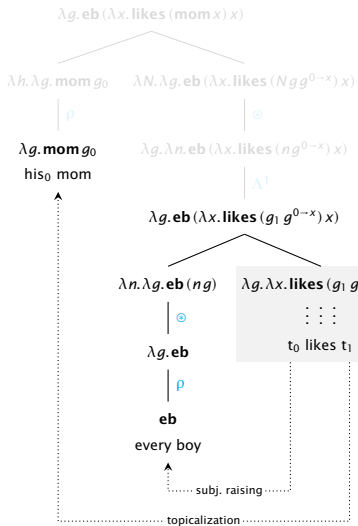 λg. eb (λx. likes (mom x) x)
λh. λg. mom g₀ λN. λg. eb (λx. likes (N g g⁰→ˣ) x)
ρ ⊛
λg. mom g₀ λg. λn. eb (λx. likes (n g⁰→ˣ) x)
his₀ mom
Λ¹
λg. eb (λx. likes (g₁ g⁰→ˣ) x)
λn. λg. eb (n g) λg. λx. likes (g₁ g
⊛
t₀ likes t₁
λg. eb
ρ
eb
every boy
subj. raising
topicalization